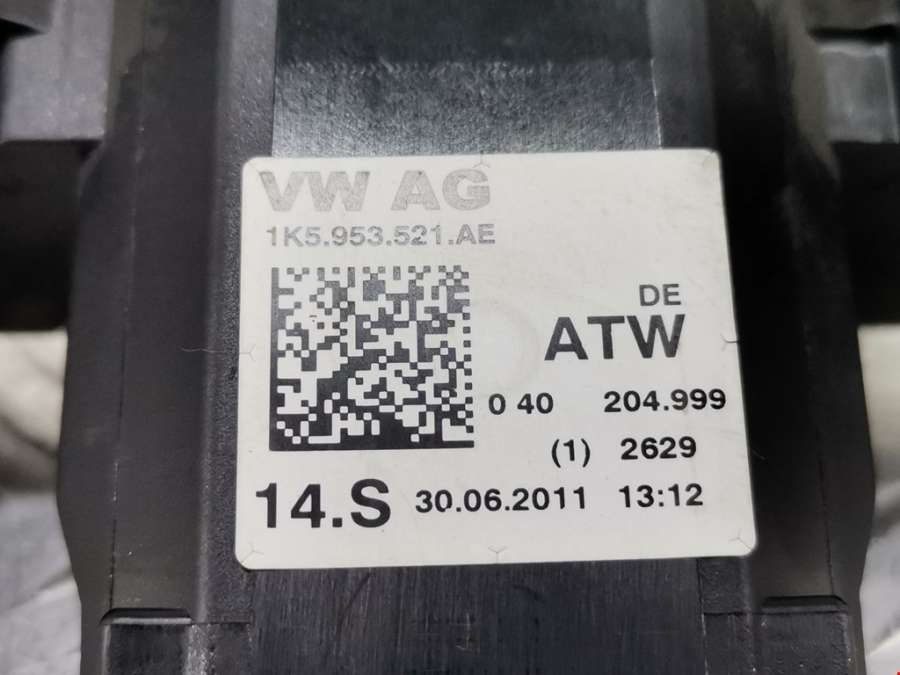 VW AG
1K5.953.521.AE
DE
ATW
0 40 204.999
(1) 2629
14.S 30.06.2011 13:12